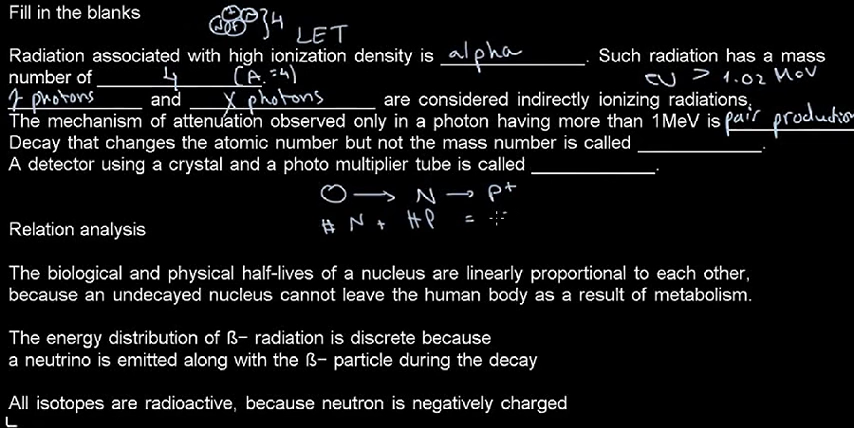 Fill in the blanks
LET
Radiation associated with high ionization density is alpha. Such radiation has a mass
number of 4 (A=4) eV > 1.02 MeV
γ photons and X photons are considered indirectly ionizing radiations.
The mechanism of attenuation observed only in a photon having more than 1MeV is pair production
Decay that changes the atomic number but not the mass number is called ____________.
A detector using a crystal and a photo multiplier tube is called ____________.
N → P+
# N + #P =
Relation analysis
The biological and physical half-lives of a nucleus are linearly proportional to each other,
because an undecayed nucleus cannot leave the human body as a result of metabolism.
The energy distribution of ß− radiation is discrete because
a neutrino is emitted along with the ß− particle during the decay
All isotopes are radioactive, because neutron is negatively charged